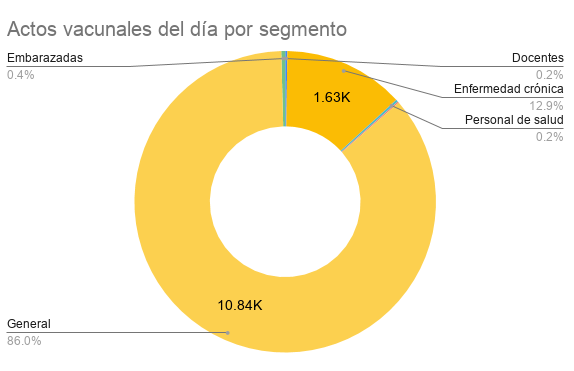 Actos vacunales del día por segmento
Embarazadas
0.4%
Docentes
0.2%
Enfermedad crónica
12.9%
Personal de salud
0.2%
1.63K
10.84K
General
86.0%